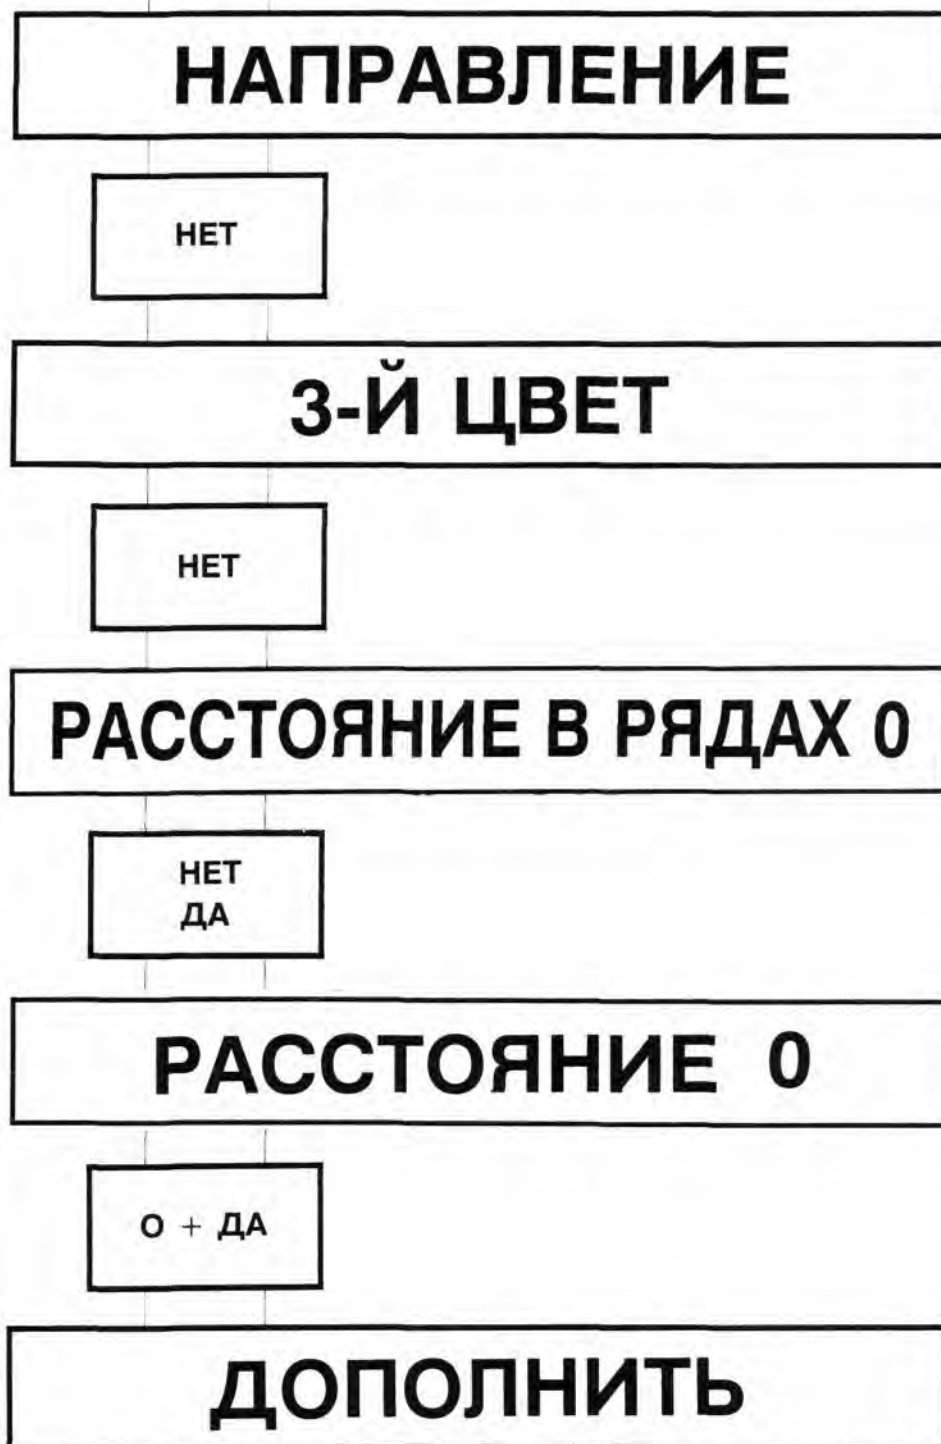 НАПРАВЛЕНИЕ
НЕТ
3-Й ЦВЕТ
НЕТ
РАССТОЯНИЕ В РЯДАХ 0
НЕТ
ДА
РАССТОЯНИЕ 0
О + ДА
ДОПОЛНИТЬ